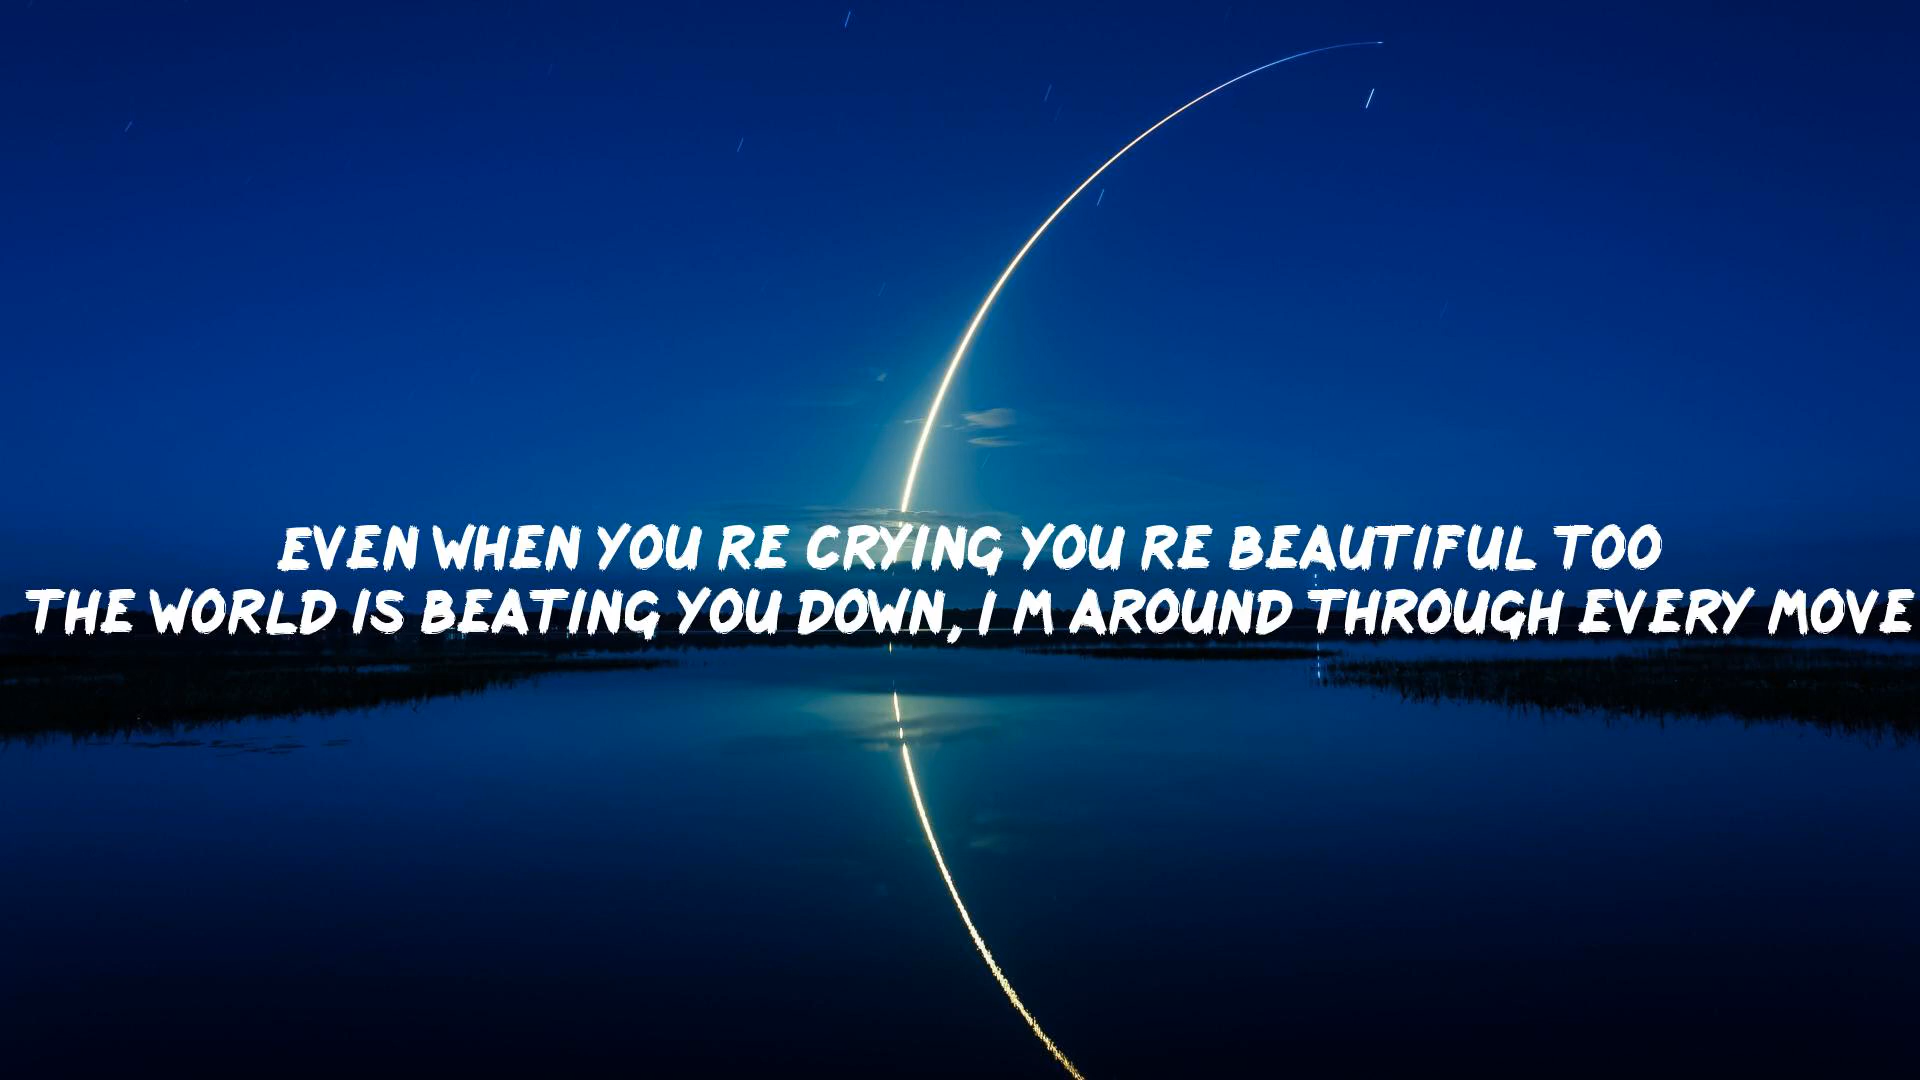 EVEN WHEN YOU RE CRYING YOU RE BEAUTIFUL TOO
THE WORLD IS BEATING YOU DOWN, I M AROUND THROUGH EVERY MOVE